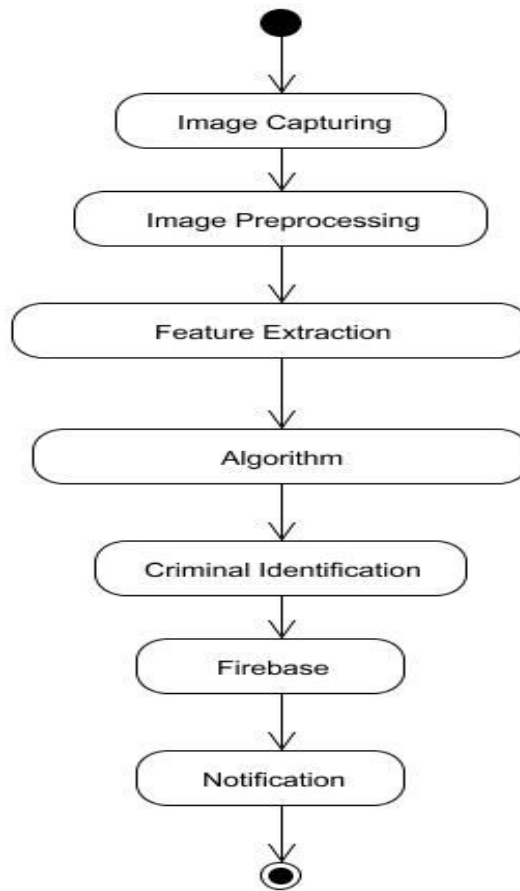 Image Capturing
Image Preprocessing
Feature Extraction
Algorithm
Criminal Identification
Firebase
Notification